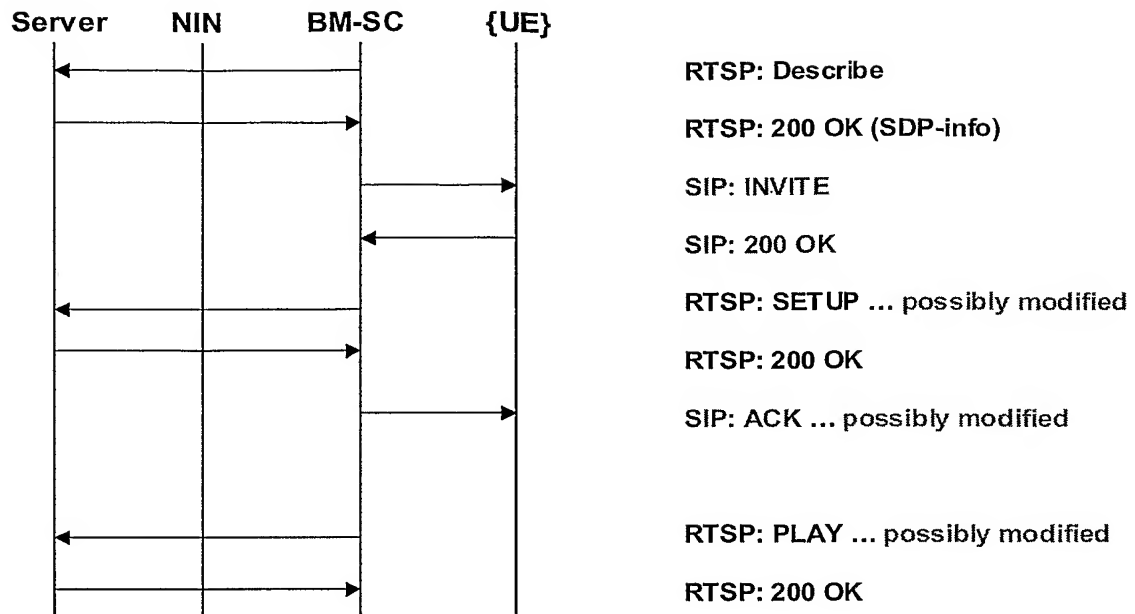 Server NIN BM-SC {UE}
RTSP: Describe
RTSP: 200 OK (SDP-info)
SIP: INVITE
SIP: 200 OK
RTSP: SETUP ... possibly modified
RTSP: 200 OK
SIP: ACK ... possibly modified
RTSP: PLAY ... possibly modified
RTSP: 200 OK